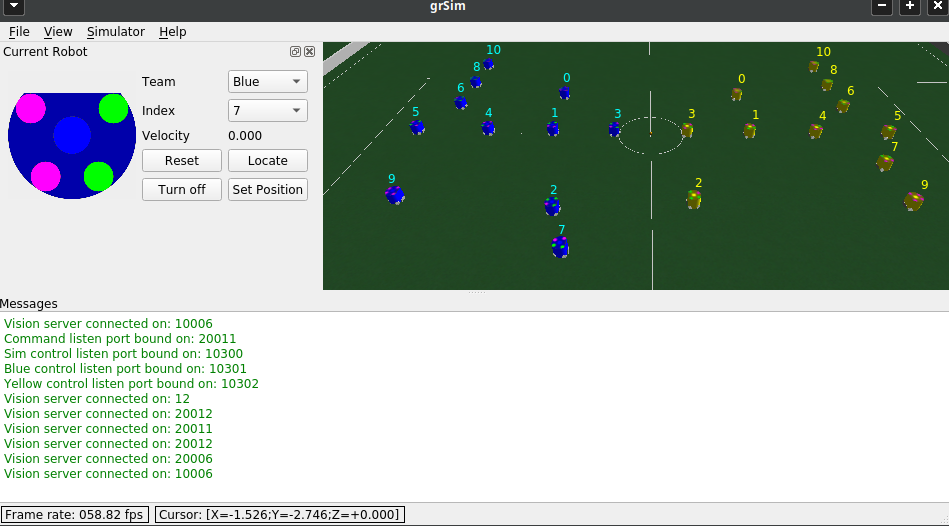 grSim
File View Simulator Help
Current Robot
Team Blue
Index 7
Velocity 0.000
Reset Locate
Turn off Set Position
10 10
8 8
6 0 0 6
5 4 1 3 3 1 4 5
7
9 2 2 9
7
Messages
Vision server connected on: 10006
Command listen port bound on: 20011
Sim control listen port bound on: 10300
Blue control listen port bound on: 10301
Yellow control listen port bound on: 10302
Vision server connected on: 12
Vision server connected on: 20012
Vision server connected on: 20011
Vision server connected on: 20012
Vision server connected on: 20006
Vision server connected on: 10006
Frame rate: 058.82 fps Cursor: [X=-1.526;Y=-2.746;Z=+0.000]